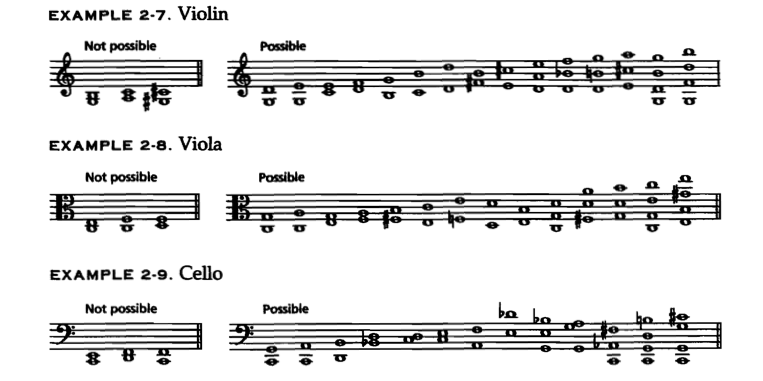 EXAMPLE 2-7. Violin
Not possible
Possible
EXAMPLE 2-8. Viola
Not possible
Possible
EXAMPLE 2-9. Cello
Not possible
Possible